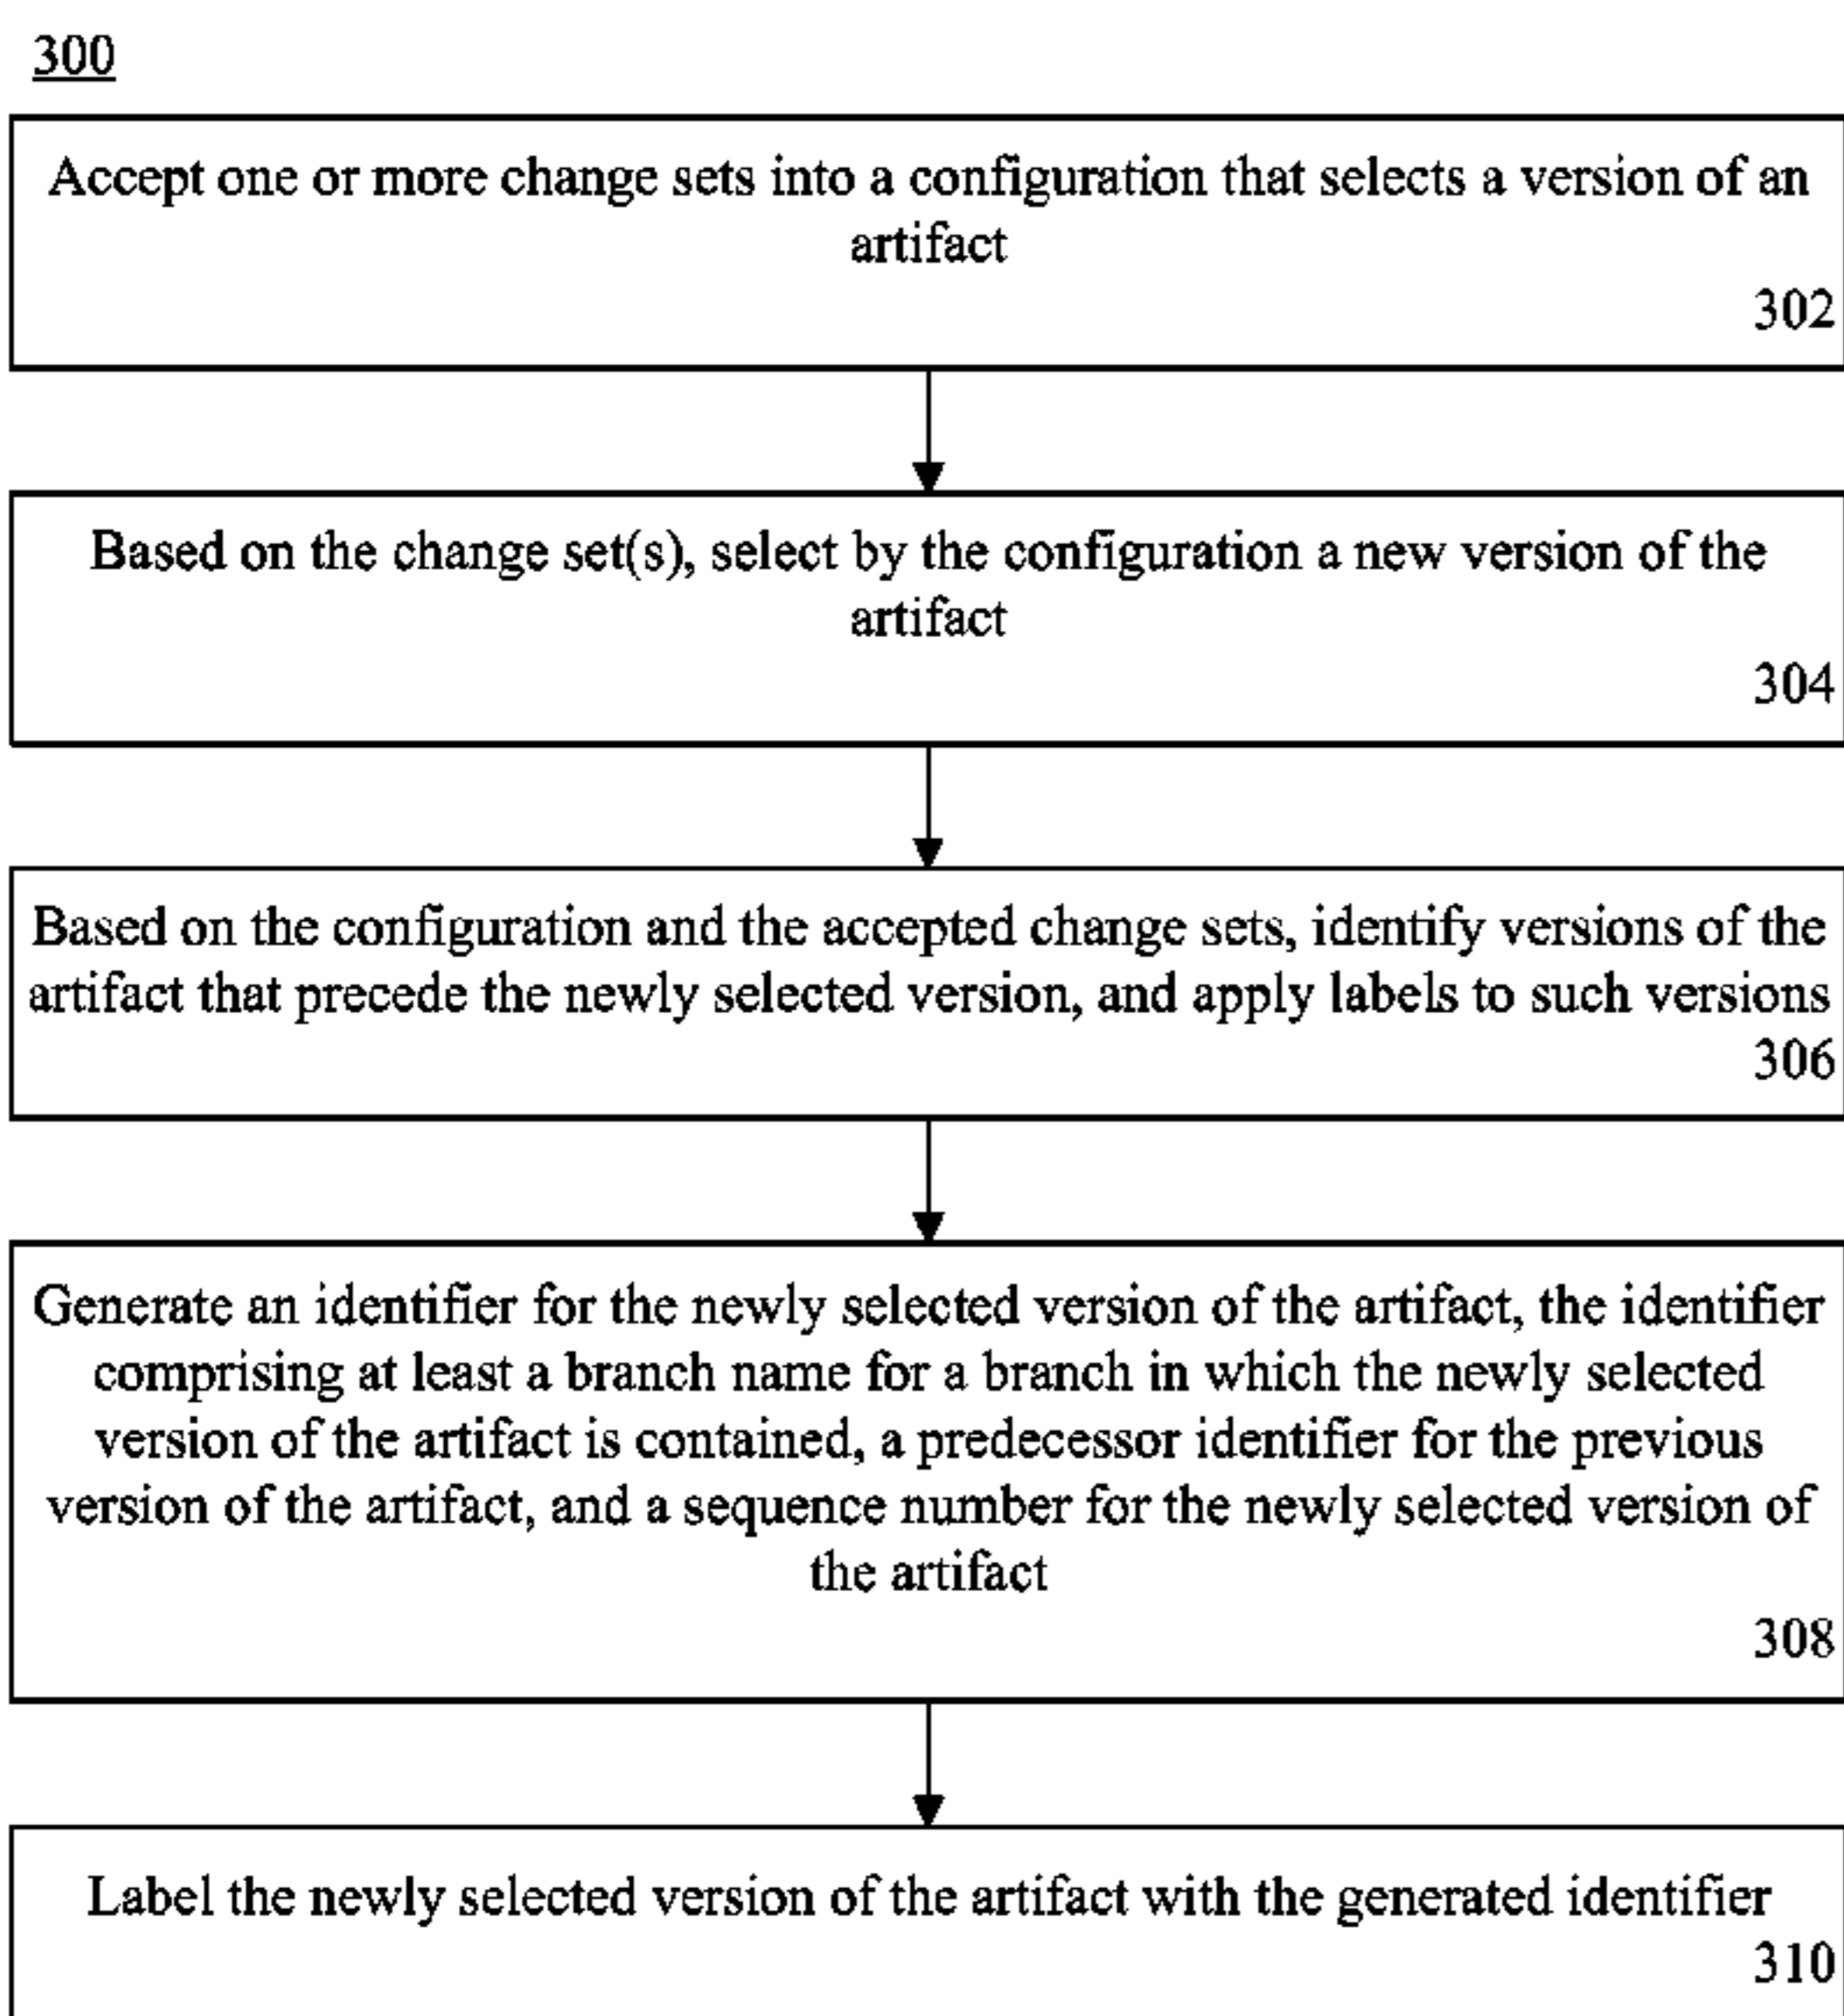 300
Accept one or more change sets into a configuration that selects a version of an
artifact
302
Based on the change set(s), select by the configuration a new version of the
artifact
304
Based on the configuration and the accepted change sets, identify versions of the
artifact that precede the newly selected version, and apply labels to such versions
306
Generate an identifier for the newly selected version of the artifact, the identifier
comprising at least a branch name for a branch in which the newly selected
version of the artifact is contained, a predecessor identifier for the previous
version of the artifact, and a sequence number for the newly selected version of
the artifact
308
Label the newly selected version of the artifact with the generated identifier
310